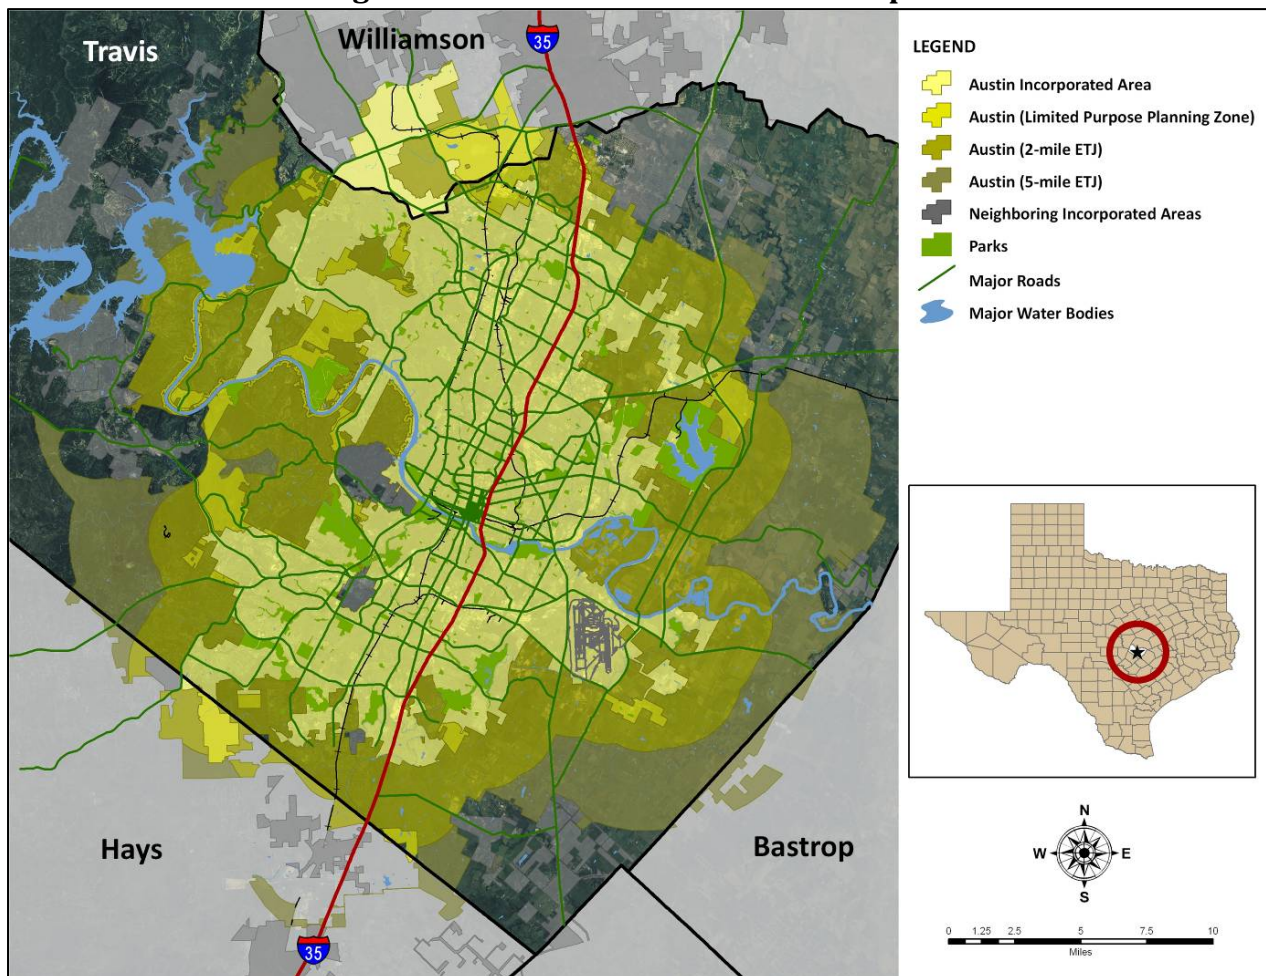 Travis
Williamson
35
Hays
Bastrop
35
LEGEND
Austin Incorporated Area
Austin (Limited Purpose Planning Zone)
Austin (2-mile ETJ)
Austin (5-mile ETJ)
Neighboring Incorporated Areas
Parks
Major Roads
Major Water Bodies
N
W E
S
0 1.25 2.5 5 7.5 10
Miles